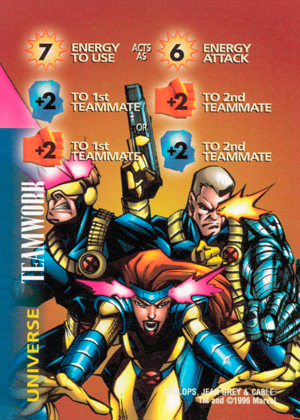 7 ENERGY TO USE ACTS AS 6 ENERGY ATTACK
+2 TO 1st TEAMMATE +2 TO 2nd TEAMMATE
OR
+2 TO 1st TEAMMATE +2 TO 2nd TEAMMATE
TEAMWORK
UNIVERSE
LOPS, JEAN GREY & CABLE:
TM and ©1996 Marvel